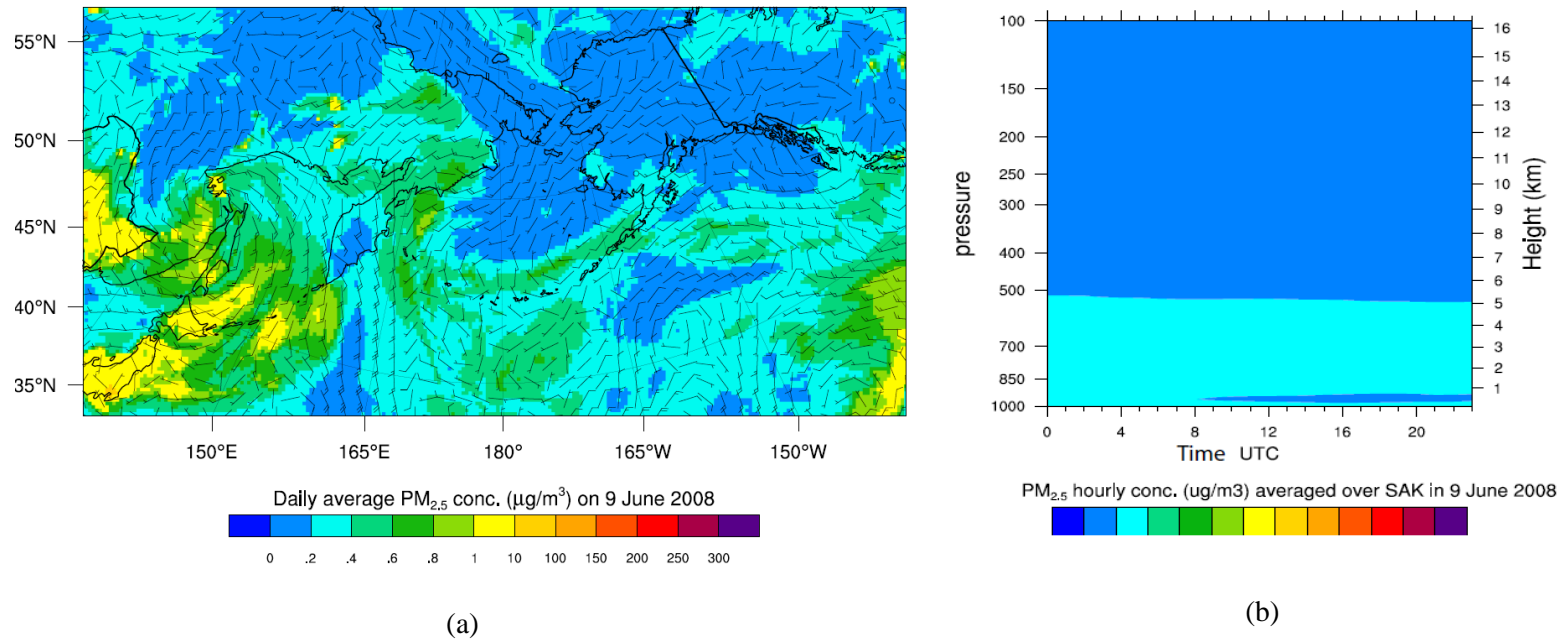 55°N
50°N
45°N
40°N
35°N
150°E 165°E 180° 165°W 150°W
Daily average PM2.5 conc. (µg/m3) on 9 June 2008
0 .2 .4 .6 .8 1 10 100 150 200 250 300
(a)
pressure
100
150
200
250
300
400
500
700
850
1000
16
14
13
12
11
10
9
8
7
6
5
4
3
2
1
Height (km)
0 4 8 12 16 20
Time UTC
PM2.5 hourly conc. (ug/m3) averaged over SAK in 9 June 2008
(b)